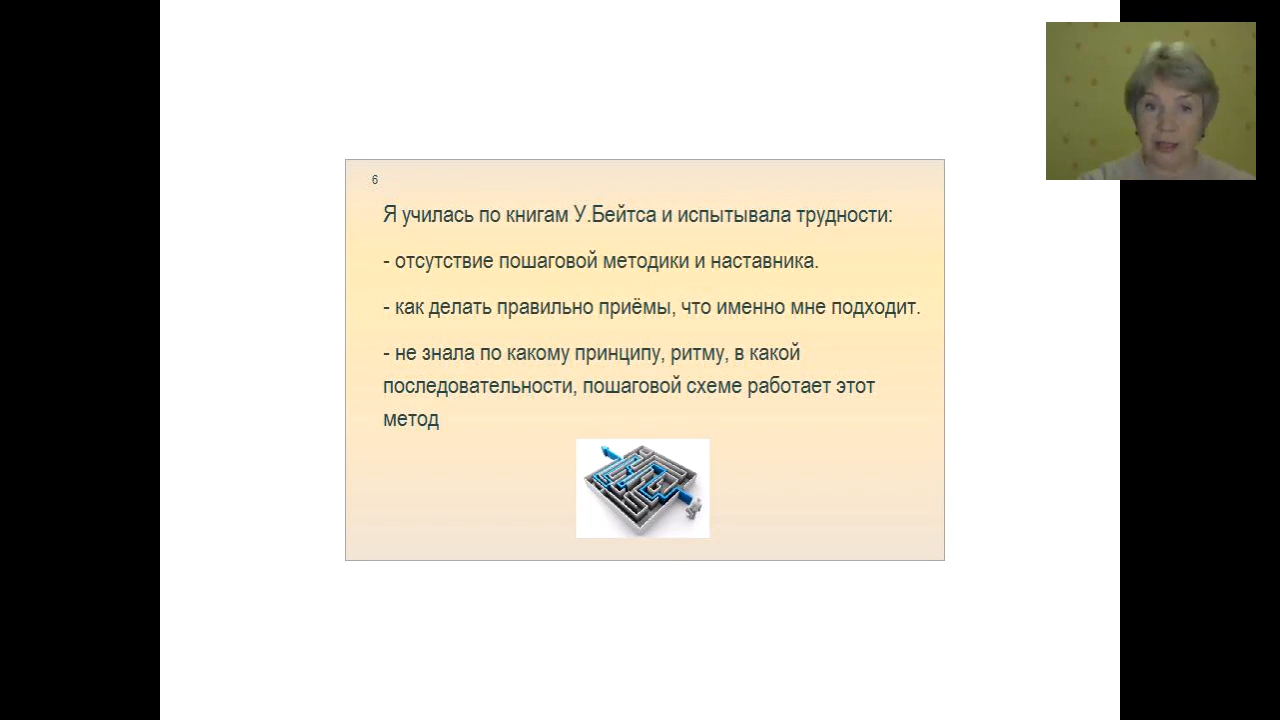 6
Я училась по книгам У.Бейтса и испытывала трудности:
- отсутствие пошаговой методики и наставника.
- как делать правильно приёмы, что именно мне подходит.
- не знала по какому принципу, ритму, в какой
последовательности, пошаговой схеме работает этот
метод